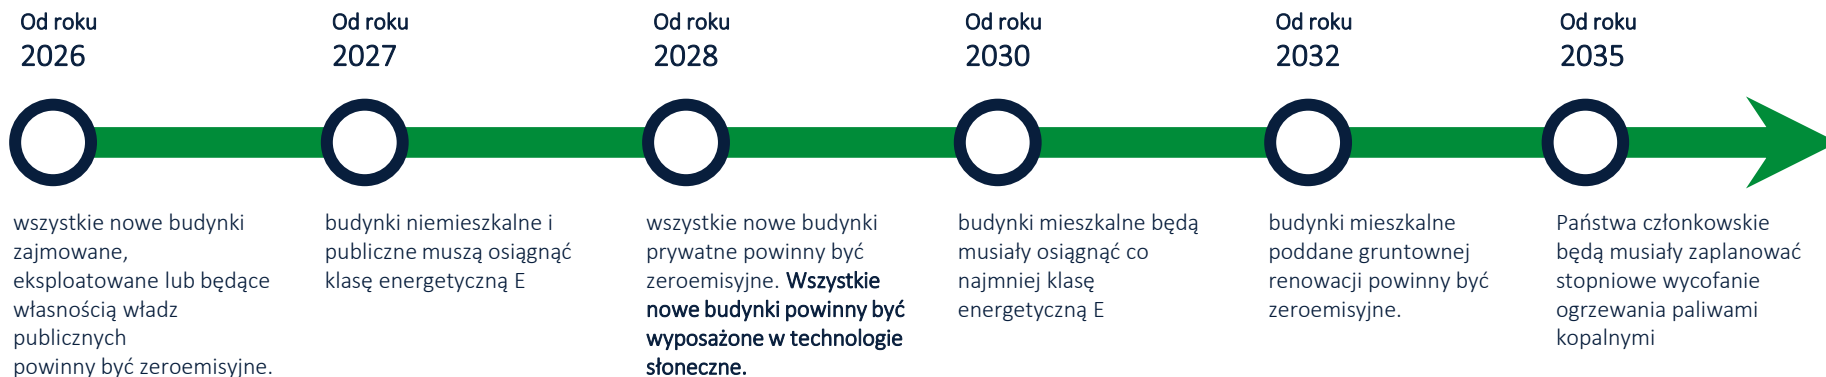 Od roku
2026
wszystkie nowe budynki
zajmowane,
eksploatowane lub będące
własnością władz
publicznych
powinny być zeroemisyjne.
Od roku
2027
budynki niemieszkalne i
publiczne muszą osiągnąć
klasę energetyczną E
Od roku
2028
wszystkie nowe budynki
prywatne powinny być
zeroemisyjne. Wszystkie
nowe budynki powinny być
wyposażone w technologie
słoneczne.
Od roku
2030
budynki mieszkalne będą
musiały osiągnąć co
najmniej klasę
energetyczną E
Od roku
2032
budynki mieszkalne
poddane gruntownej
renowacji powinny być
zeroemisyjne.
Od roku
2035
Państwa członkowskie
będą musiały zaplanować
stopniowe wycofanie
ogrzewania paliwami
kopalnymi